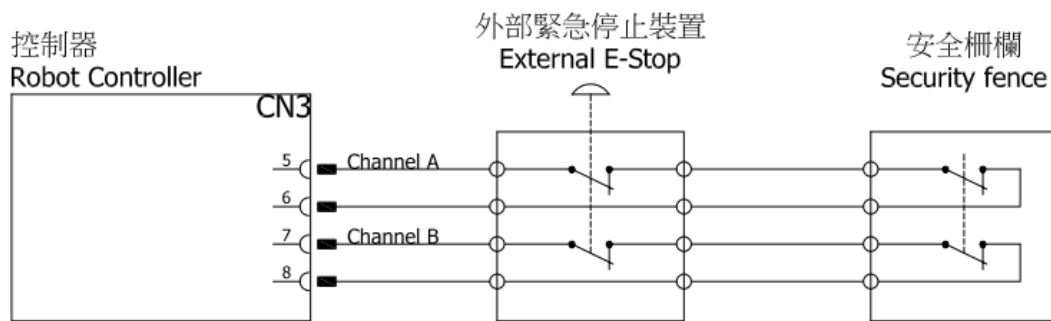 控制器
Robot Controller
外部緊急停止裝置
External E-Stop
安全柵欄
Security fence
CN3
5 Channel A
6
7 Channel B
8